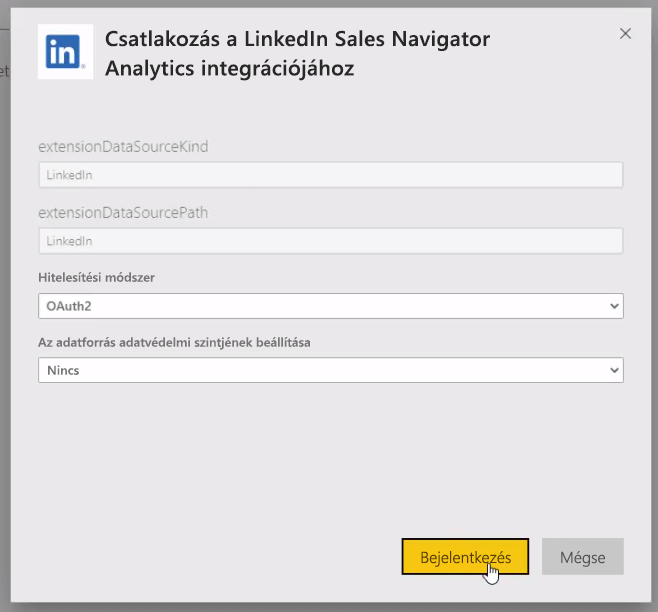 et
in
Csatlakozás a LinkedIn Sales Navigator
Analytics integrációjához
extensionDataSourceKind
LinkedIn
extensionDataSourcePath
LinkedIn
Hitelesítési módszer
OAuth2
Az adatforrás adatvédelmi szintjének beállítása
Nincs
Bejelentkezés
Mégse